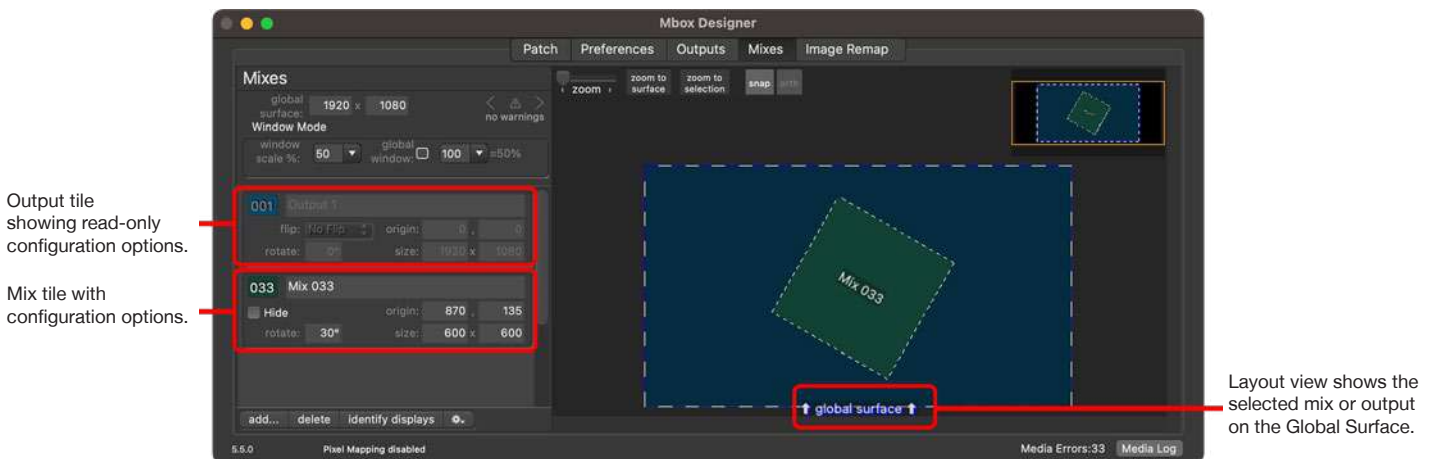 Mbox Designer
Patch Preferences Outputs Mixes Image Remap
Mixes
global surface: 1920 x 1080
< ⚠ > no warnings
Window Mode
window scale %: 50 global window: 100 =50%
zoom
zoom to surface
zoom to selection
snap orth
Output tile
showing read-only
configuration options.
001 Output 1
flip: No Flip origin: 0 , 0
rotate: 0° size: 1920 x 1080
Mix tile with
configuration options.
033 Mix 033
Hide origin: 870 , 135
rotate: 30° size: 600 x 600
Mix 033
global surface
Layout view shows the
selected mix or output
on the Global Surface.
add... delete identify displays
5.5.0 Pixel Mapping disabled
Media Errors:33 Media Log